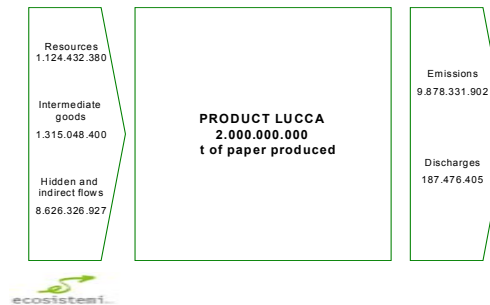 Resources
1.124.432.380
Intermediate
goods
1.315.048.400
Hidden and
indirect flows
8.626.326.927
PRODUCT LUCCA
2.000.000.000
t of paper produced
Emissions
9.878.331.902
Discharges
187.476.405
ecosistemi